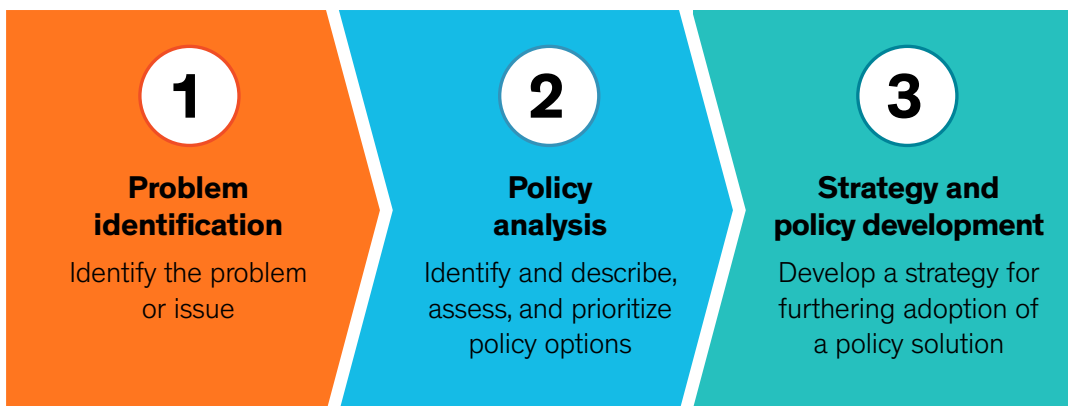 1
Problem
identification
Identify the problem
or issue
2
Policy
analysis
Identify and describe,
assess, and prioritize
policy options
3
Strategy and
policy development
Develop a strategy for
furthering adoption of
a policy solution